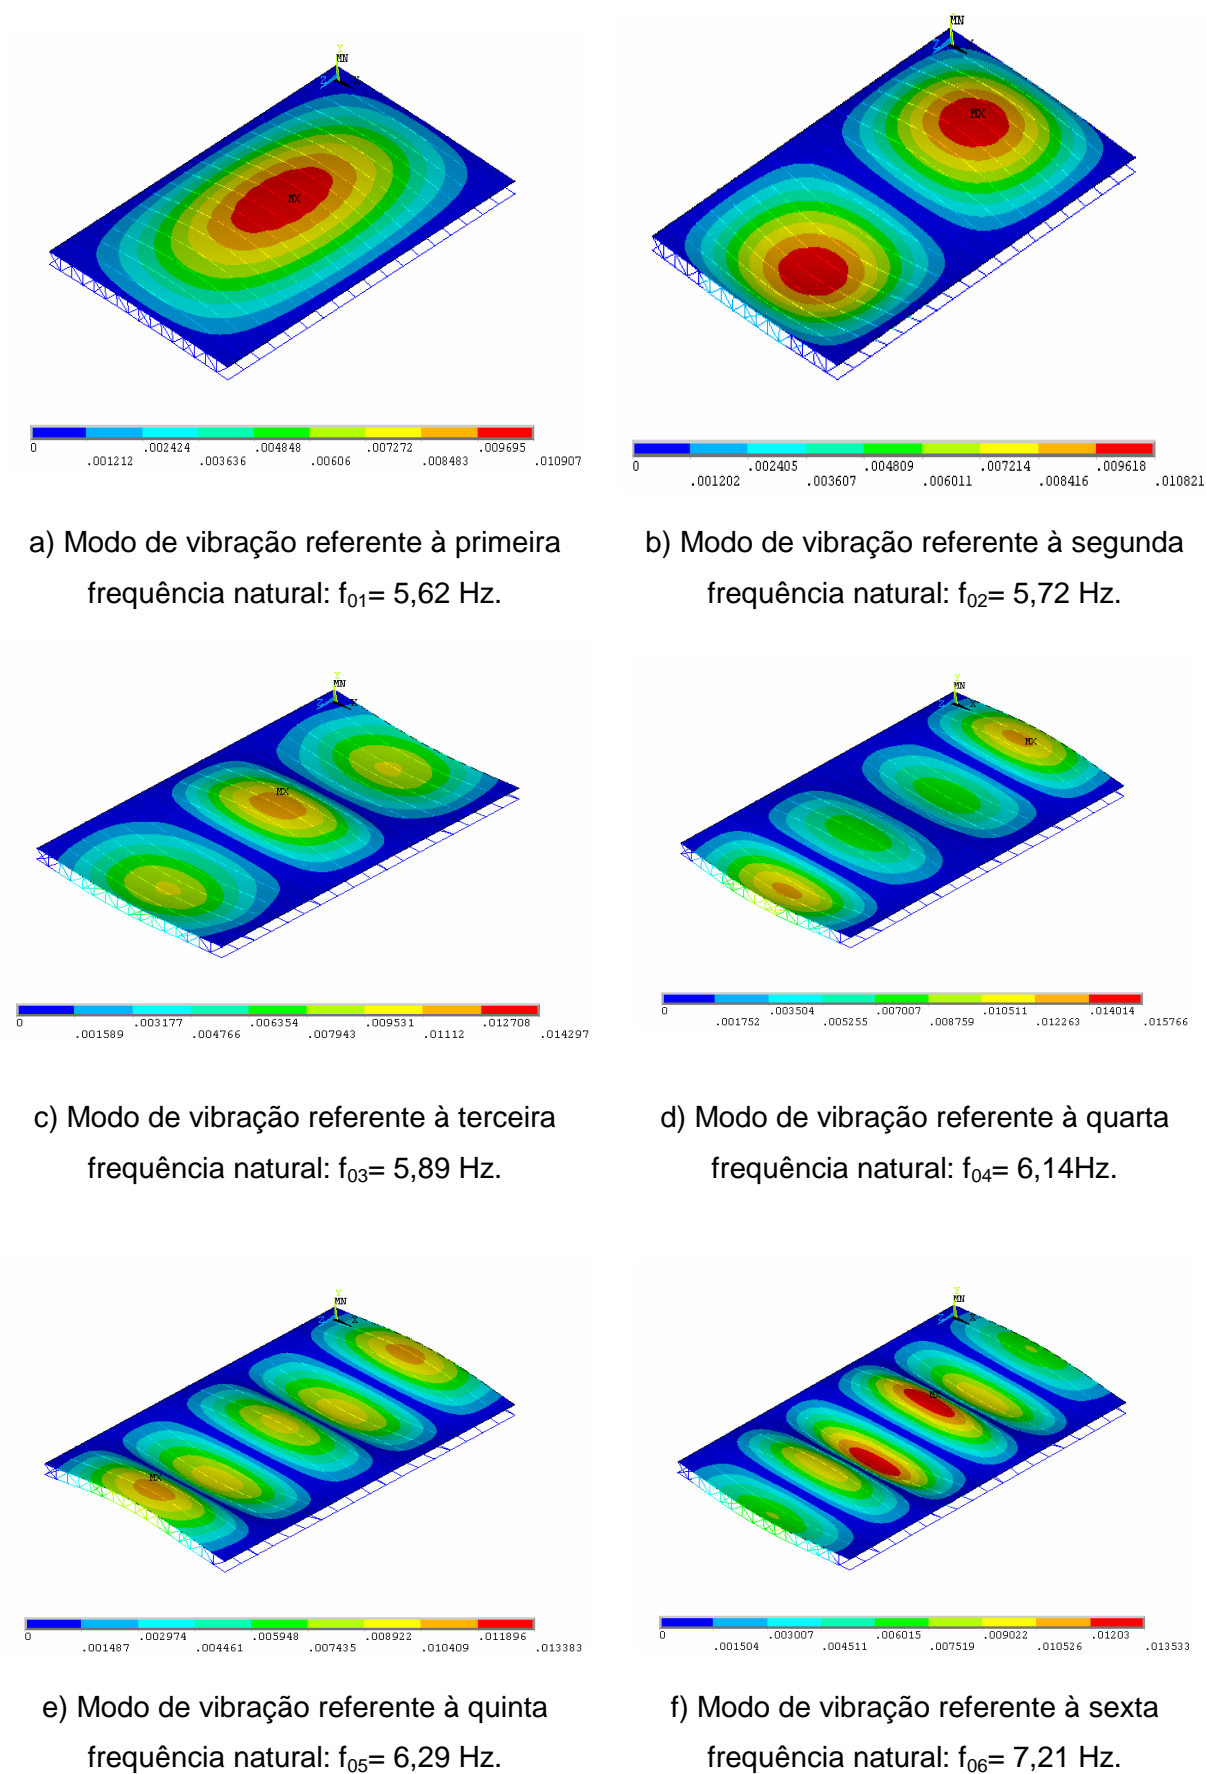 Y
MN
Z X
MX
0 .002424 .004848 .007272 .009695
.001212 .003636 .00606 .008483 .010907
MN
Z
MX
0 .002405 .004809 .007214 .009618
.001202 .003607 .006011 .008416 .010821
a) Modo de vibração referente à primeira
frequência natural: f01= 5,62 Hz.
b) Modo de vibração referente à segunda
frequência natural: f02= 5,72 Hz.
Y
MN
Z X
MX
0 .003177 .006354 .009531 .012708
.001589 .004766 .007943 .01112 .014297
Y
MN
Z X
MX
0 .003504 .007007 .010511 .014014
.001752 .005255 .008759 .012263 .015766
c) Modo de vibração referente à terceira
frequência natural: f03= 5,89 Hz.
d) Modo de vibração referente à quarta
frequência natural: f04= 6,14Hz.
Y
MN
Z X
MX
0 .002974 .005948 .008922 .011896
.001487 .004461 .007435 .010409 .013383
Y
MN
Z X
MX
0 .003007 .006015 .009022 .01203
.001504 .004511 .007519 .010526 .013533
e) Modo de vibração referente à quinta
frequência natural: f05= 6,29 Hz.
f) Modo de vibração referente à sexta
frequência natural: f06= 7,21 Hz.